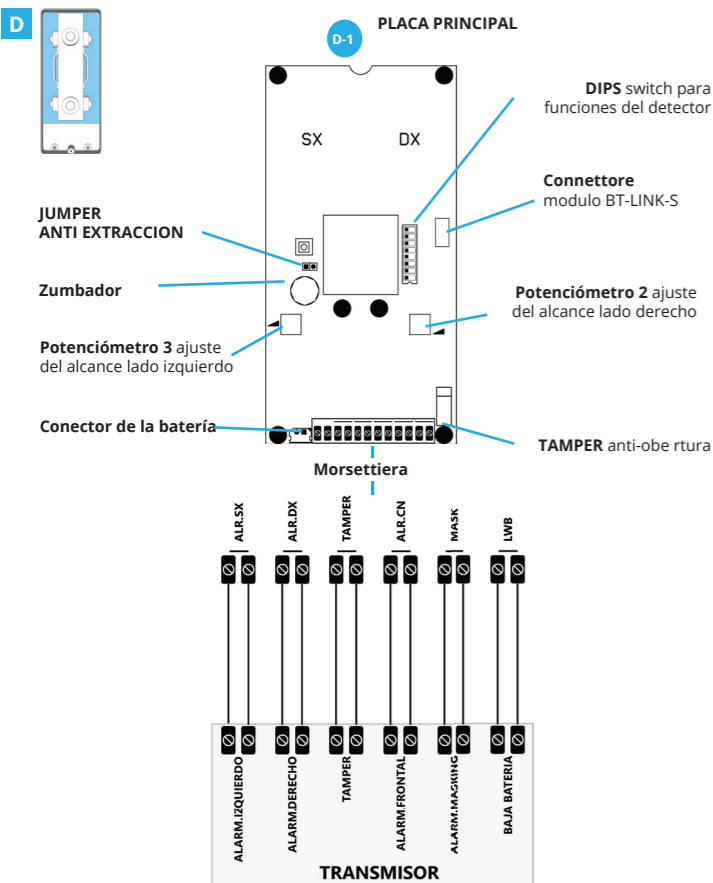 D
D-1
PLACA PRINCIPAL
DIPS switch para
funciones del detector
SX
DX
Connettore
modulo BT-LINK-S
JUMPER
ANTI EXTRACCION
Zumbador
Potenciómetro 2 ajuste
del alcance lado derecho
Potenciómetro 3 ajuste
del alcance lado izquierdo
Conector de la batería
TAMPER anti-obe rtura
Morsettiera
ALR.SX
ALR.DX
TAMPER
ALR.CN
MASK
LWB
ALARM.IZQUIERDO
ALARM.DERECHO
TAMPER
ALARM.FRONTAL
ALARM.MASKING
BAJA BATERIA
TRANSMISOR